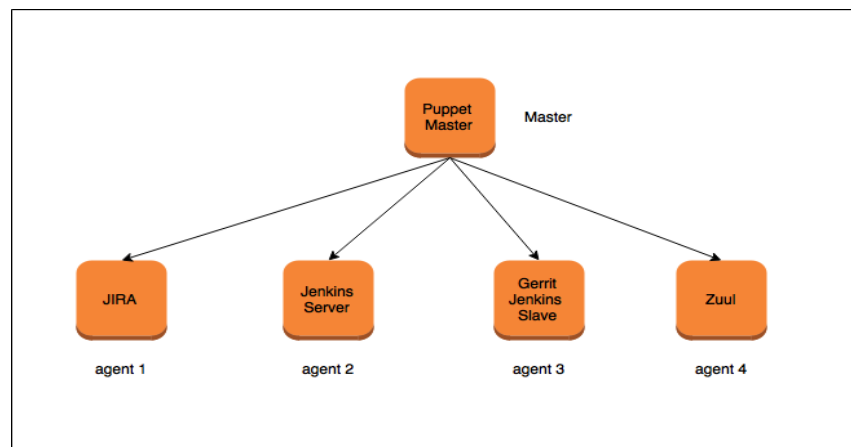 Puppet
Master
Master
JIRA
Jenkins
Server
Gerrit
Jenkins
Slave
Zuul
agent 1
agent 2
agent 3
agent 4